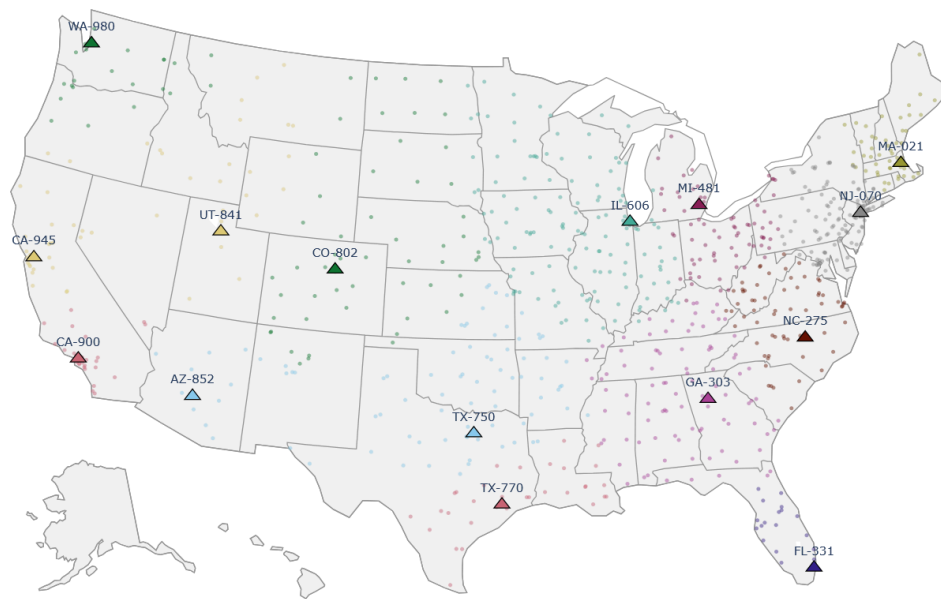 WA-980
MA-021
MI-481
NJ-070
IL-606
UT-841
CA-945
CO-802
NC-275
CA-900
AZ-852
GA-303
TX-750
TX-770
FL-331